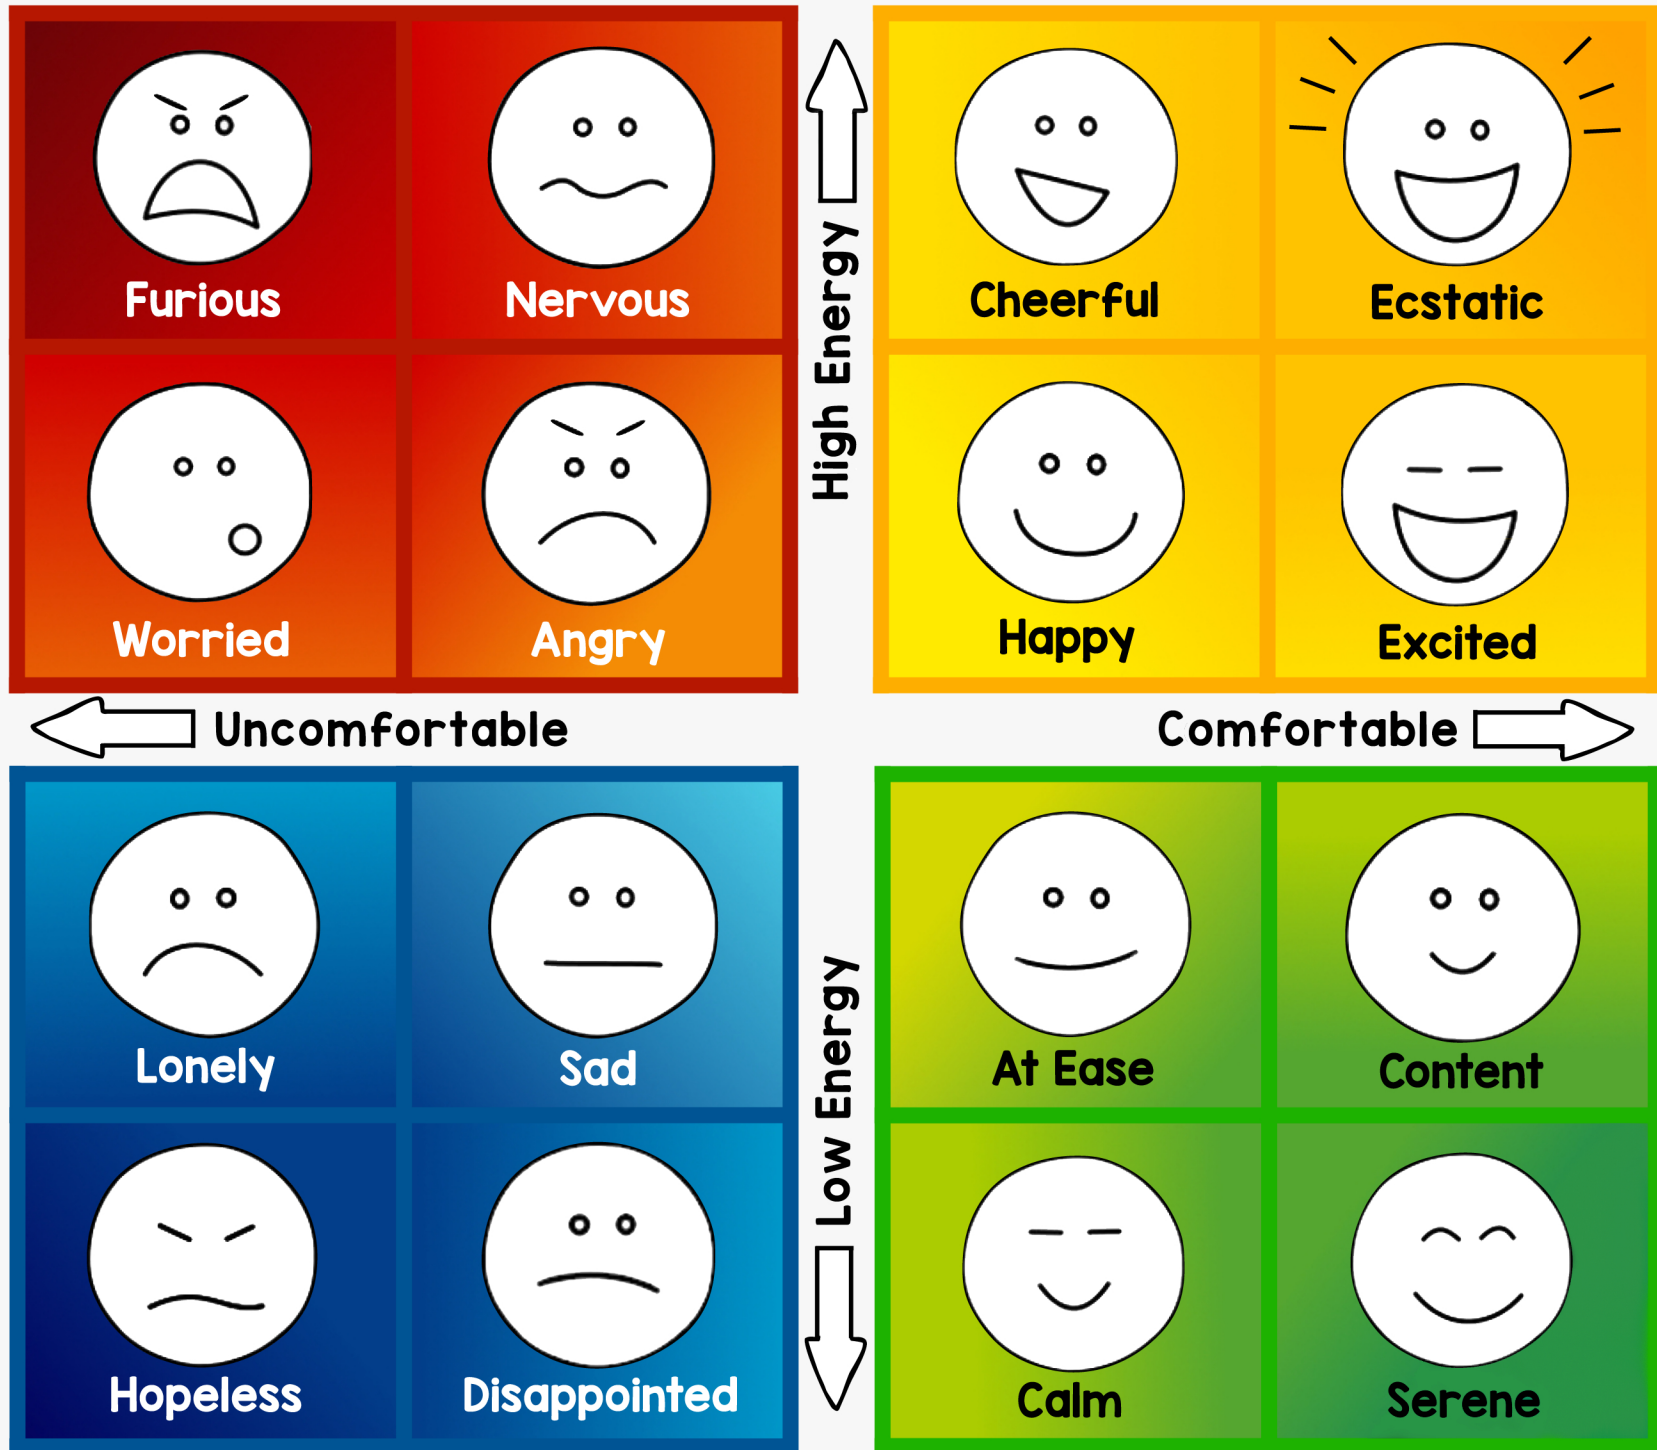 Furious
Nervous
Worried
Angry
High Energy
Cheerful
Ecstatic
Happy
Excited
Uncomfortable
Comfortable
Lonely
Sad
Hopeless
Disappointed
Low Energy
At Ease
Content
Calm
Serene